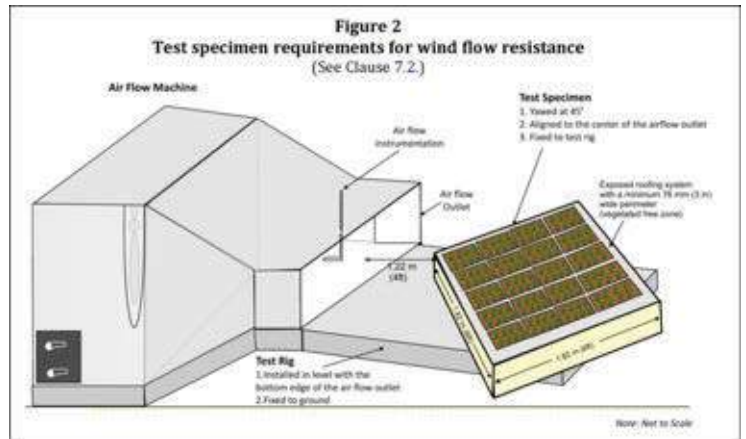 Figure 2
Test specimen requirements for wind flow resistance
(See Clause 7.2.)
Air Flow Machine
Test Specimen
1. Yawed at 45°
2. Aligned to the center of the airflow outlet
3. Fixed to test rig
Air flow
instrumentation
Air flow
Outlet
Exposed roofing system
with a minimum 76 mm (3 in)
wide perimeter
(vegetated free zone)
1.22 m
(4ft)
Test Rig
1.Installed in level with the
bottom edge of the air flow outlet
2.Fixed to ground
Note: Not to Scale